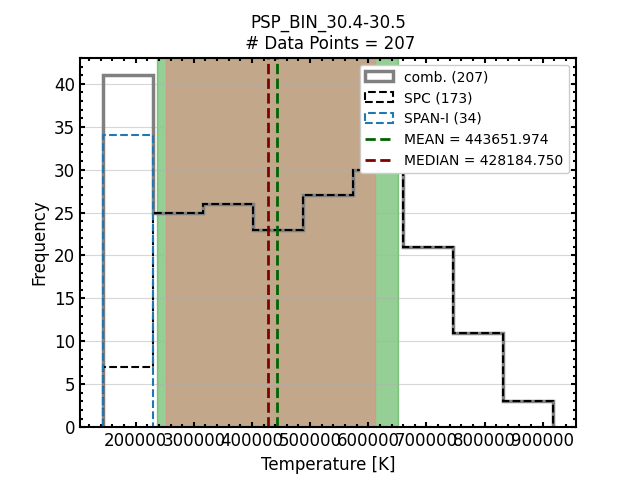 PSP_BIN_30.4-30.5
# Data Points = 207
comb. (207)
SPC (173)
SPAN-I (34)
MEAN = 443651.974
MEDIAN = 428184.750
Frequency
40
35
30
25
20
15
10
5
0
200000 300000 400000 500000 600000 700000 800000 900000
Temperature [K]